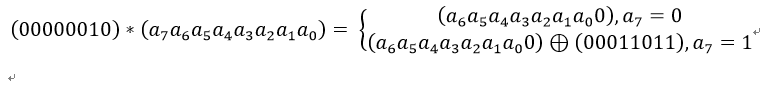 (00000010) ∗ (a₇a₆a₅a₄a₃a₂a₁a₀) = { (a₆a₅a₄a₃a₂a₁a₀0), a₇ = 0
(a₆a₅a₄a₃a₂a₁a₀0) ⊕ (00011011), a₇ = 1